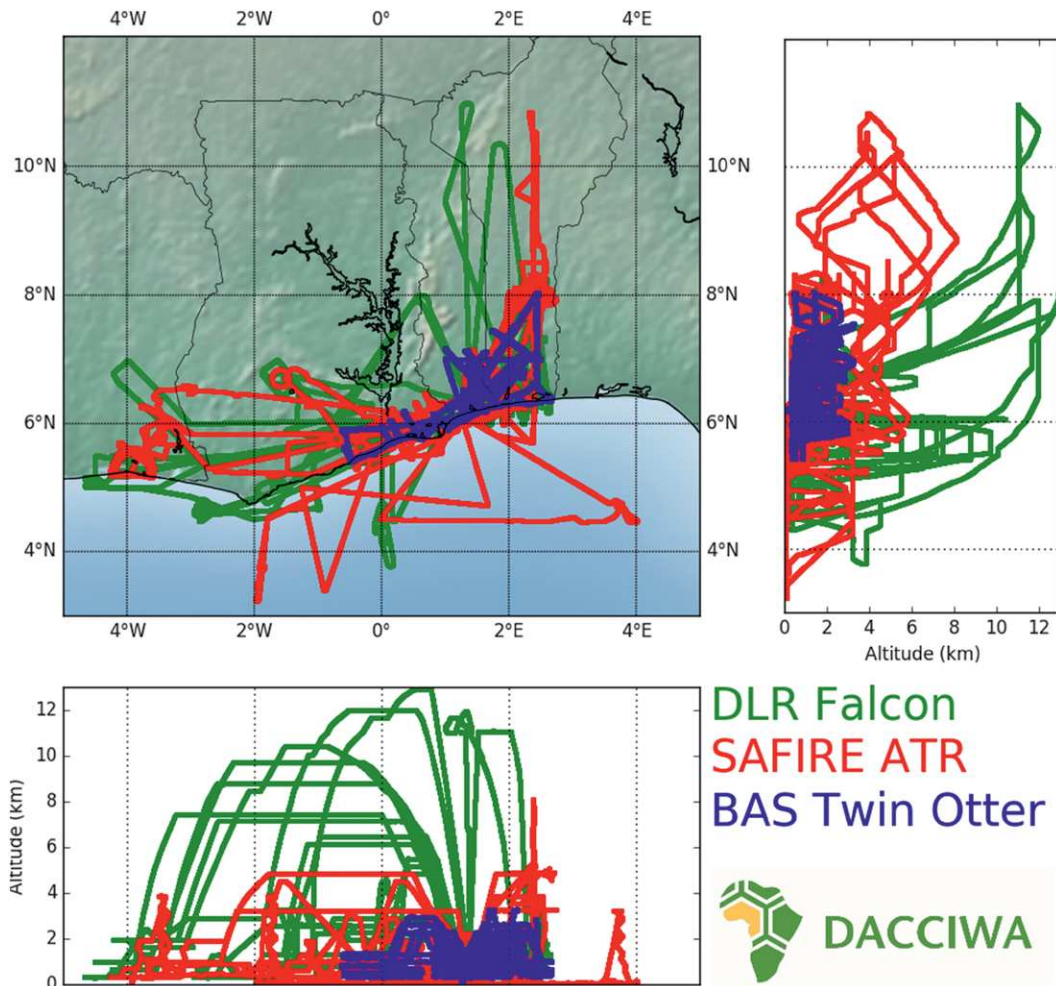 4°W 2°W 0° 2°E 4°E
10°N 10°N
8°N 8°N
6°N 6°N
4°N 4°N
4°W 2°W 0° 2°E 4°E
0 2 4 6 8 10 12
Altitude (km)
12
10
8
6
4
2
0
Altitude (km)
DLR Falcon
SAFIRE ATR
BAS Twin Otter
DACCIWA